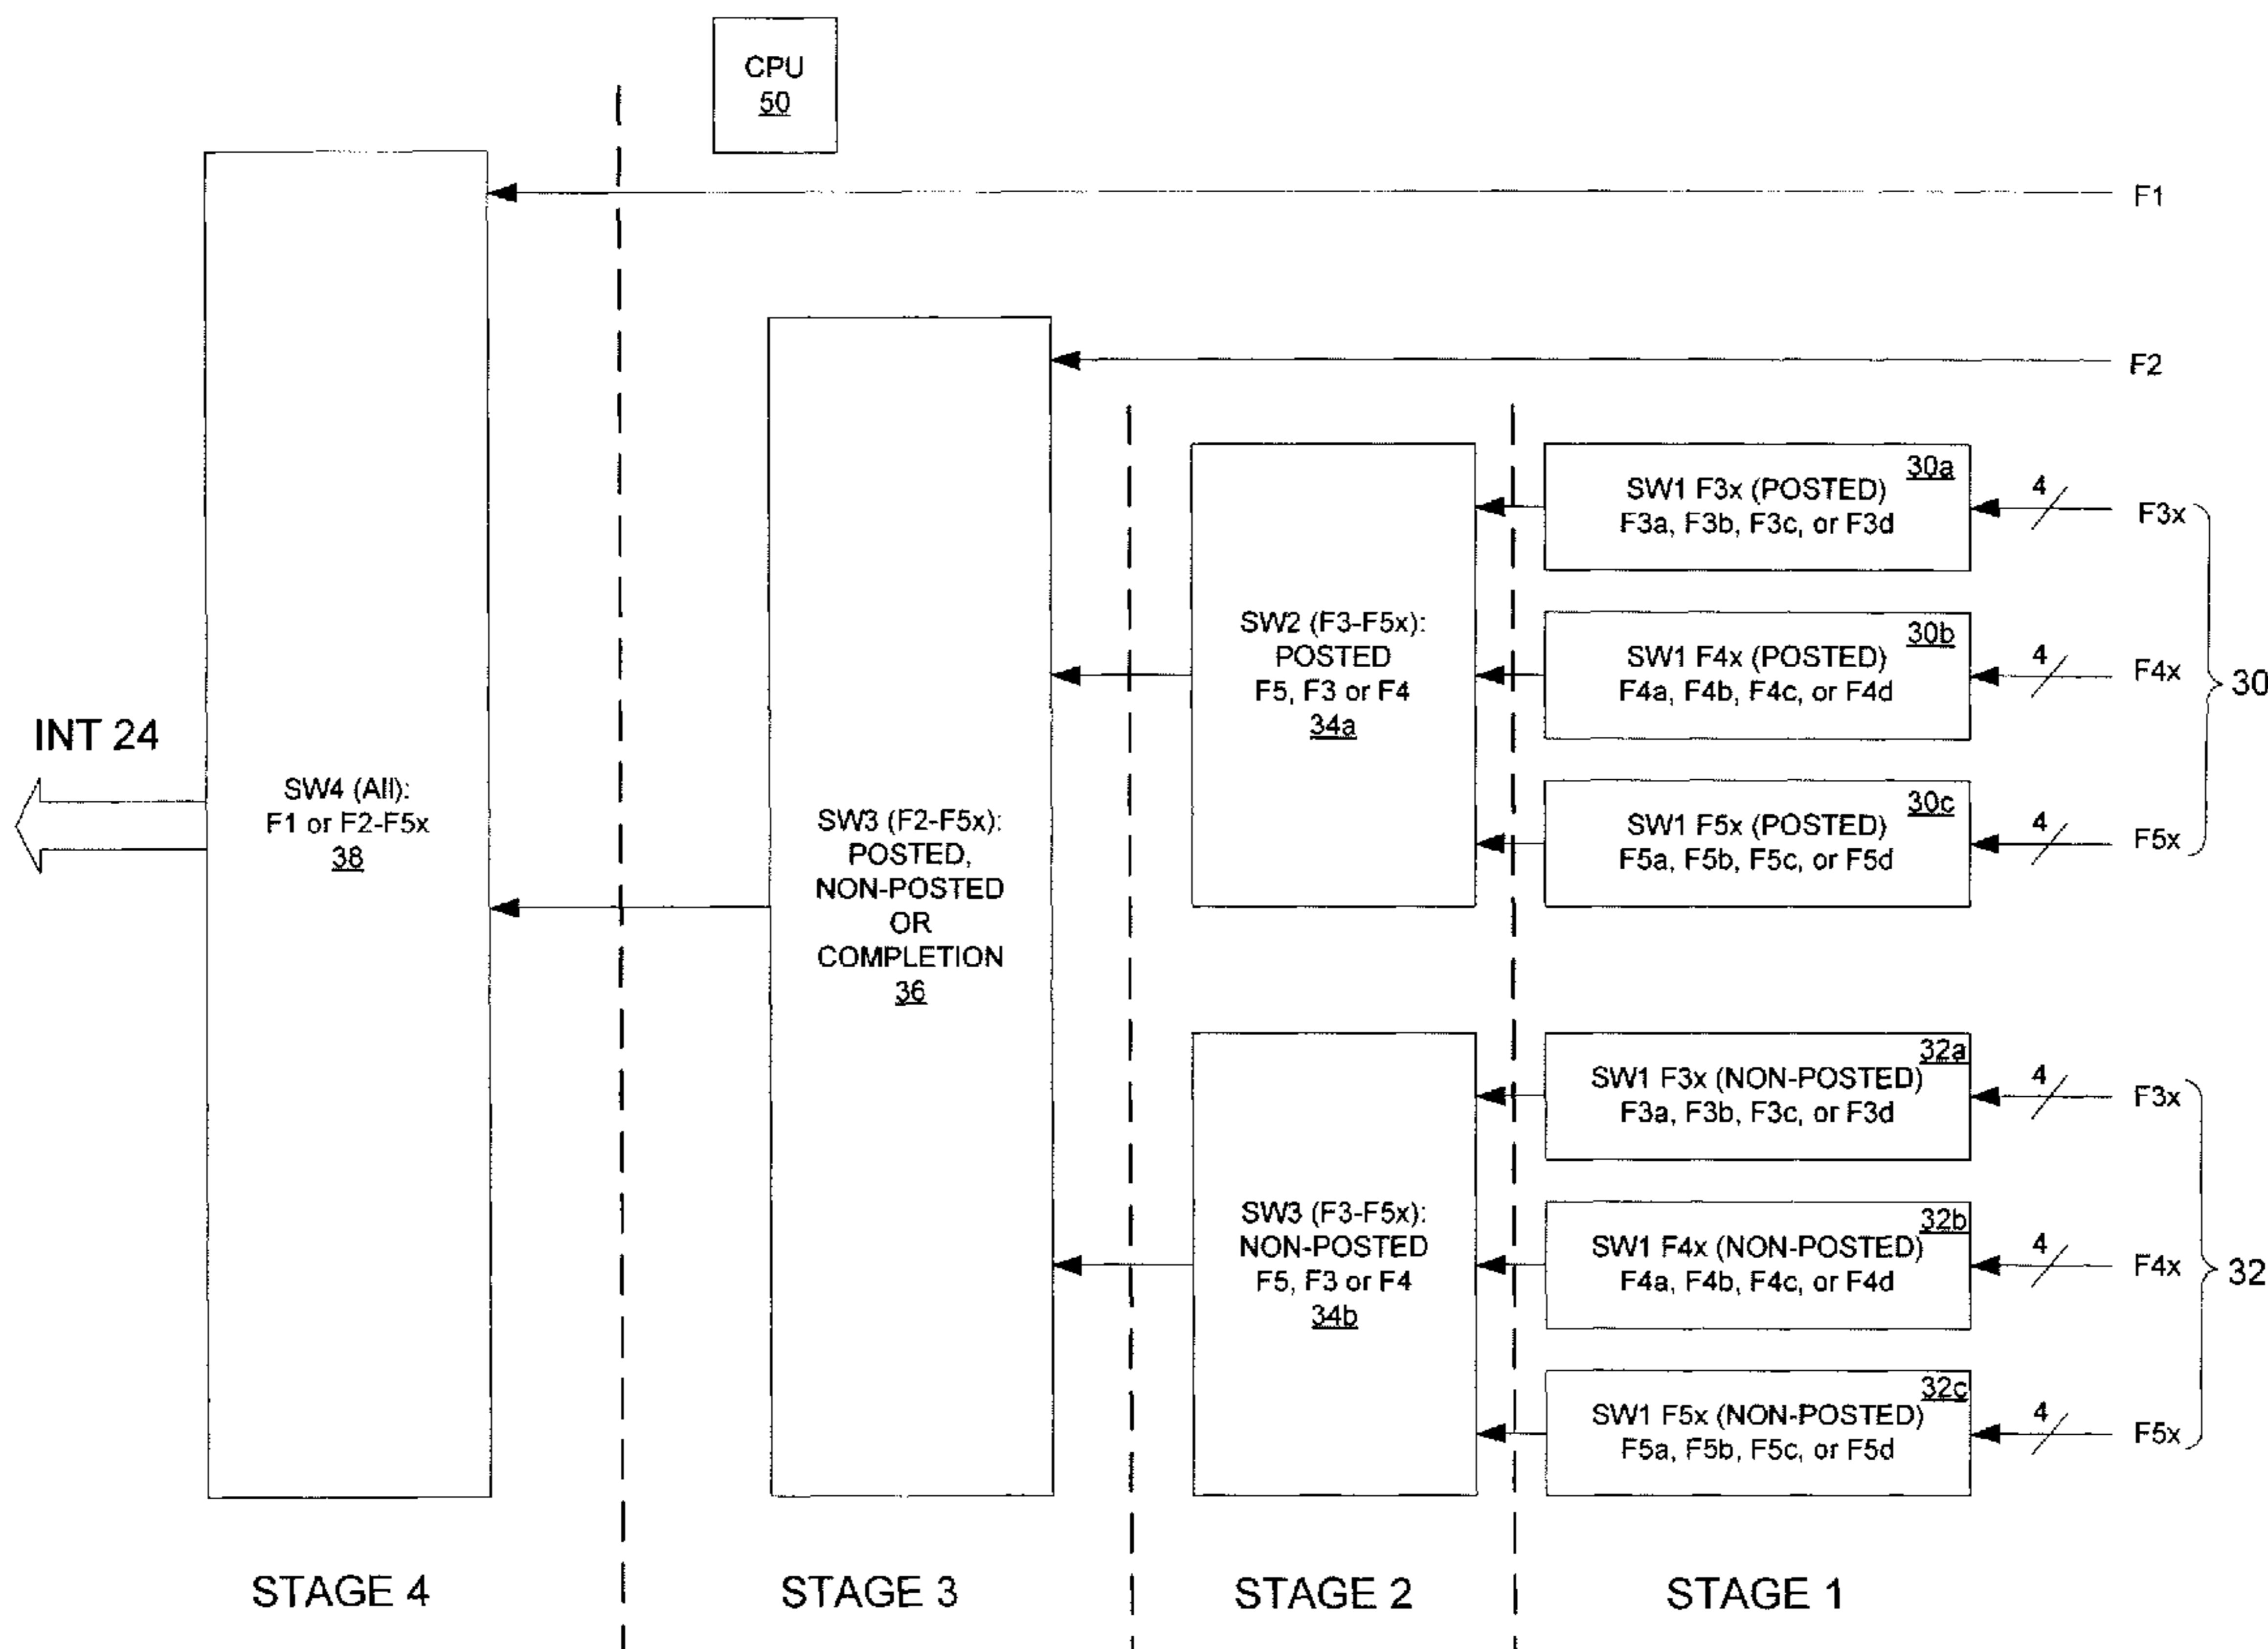 CPU
50
F1
F2
30a
SW1 F3x (POSTED)
F3a, F3b, F3c, or F3d
4
F3x
30b
SW1 F4x (POSTED)
F4a, F4b, F4c, or F4d
4
F4x
30
30c
SW1 F5x (POSTED)
F5a, F5b, F5c, or F5d
4
F5x
SW2 (F3-F5x):
POSTED
F5, F3 or F4
34a
INT 24
SW4 (All):
F1 or F2-F5x
38
SW3 (F2-F5x):
POSTED,
NON-POSTED
OR
COMPLETION
36
32a
SW1 F3x (NON-POSTED)
F3a, F3b, F3c, or F3d
4
F3x
32b
SW1 F4x (NON-POSTED)
F4a, F4b, F4c, or F4d
4
F4x
32
32c
SW1 F5x (NON-POSTED)
F5a, F5b, F5c, or F5d
4
F5x
SW3 (F3-F5x):
NON-POSTED
F5, F3 or F4
34b
STAGE 4
STAGE 3
STAGE 2
STAGE 1